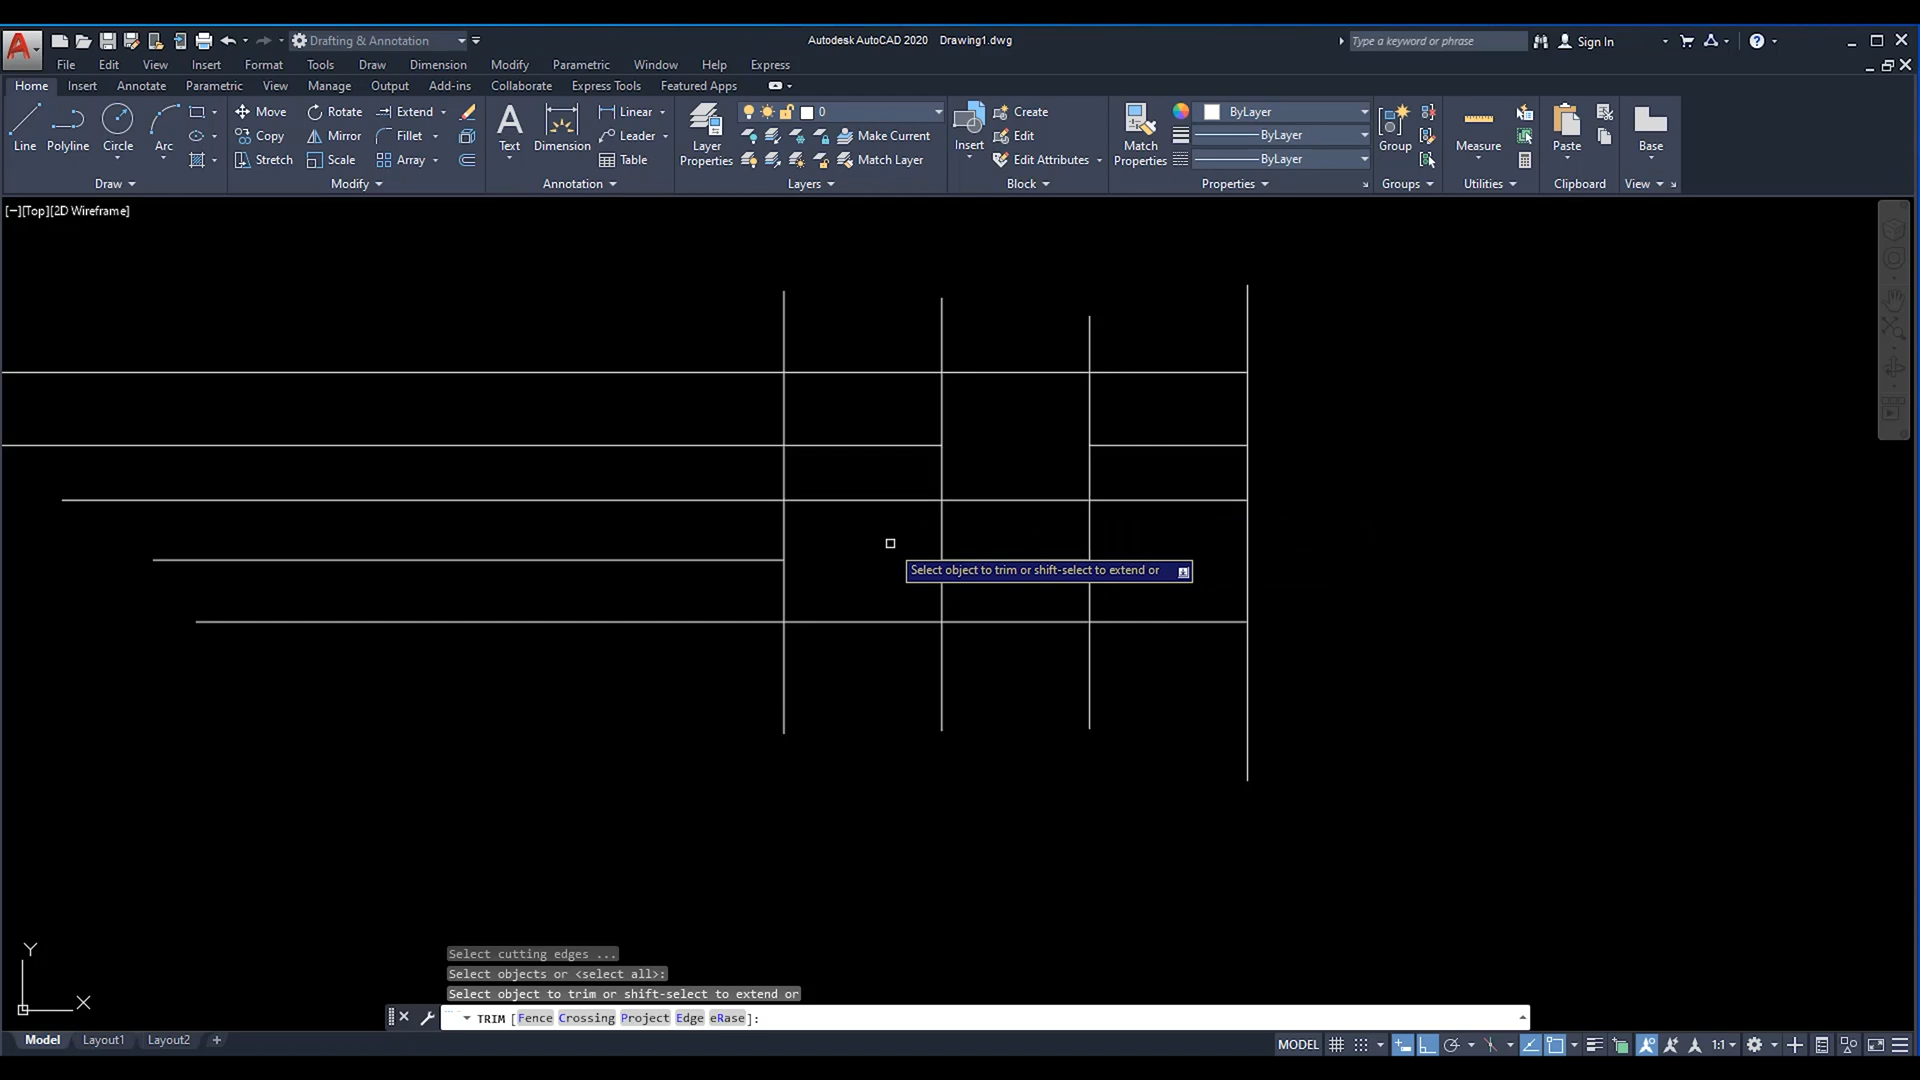 Drafting & Annotation
Autodesk AutoCAD 2020 Drawing1.dwg
Type a keyword or phrase
Sign In
File Edit View Insert Format Tools Draw Dimension Modify Parametric Window Help Express
Home Insert Annotate Parametric View Manage Output Add-ins Collaborate Express Tools Featured Apps
Line Polyline Circle Arc
Move Rotate Extend
Copy Mirror Fillet
Stretch Scale Array
Text Dimension
Linear
Leader
Table
Layer Properties
0
Make Current
Match Layer
Insert
Create
Edit
Edit Attributes
Match Properties
ByLayer
ByLayer
ByLayer
Group
Measure
Paste
Base
Draw Modify Annotation Layers Block Properties Groups Utilities Clipboard View
[−][Top][2D Wireframe]
Select object to trim or shift-select to extend or
Y
X
Select cutting edges ...
Select objects or <select all>:
Select object to trim or shift-select to extend or
TRIM [Fence Crossing Project Edge eRase]:
Model Layout1 Layout2 +
MODEL 1:1